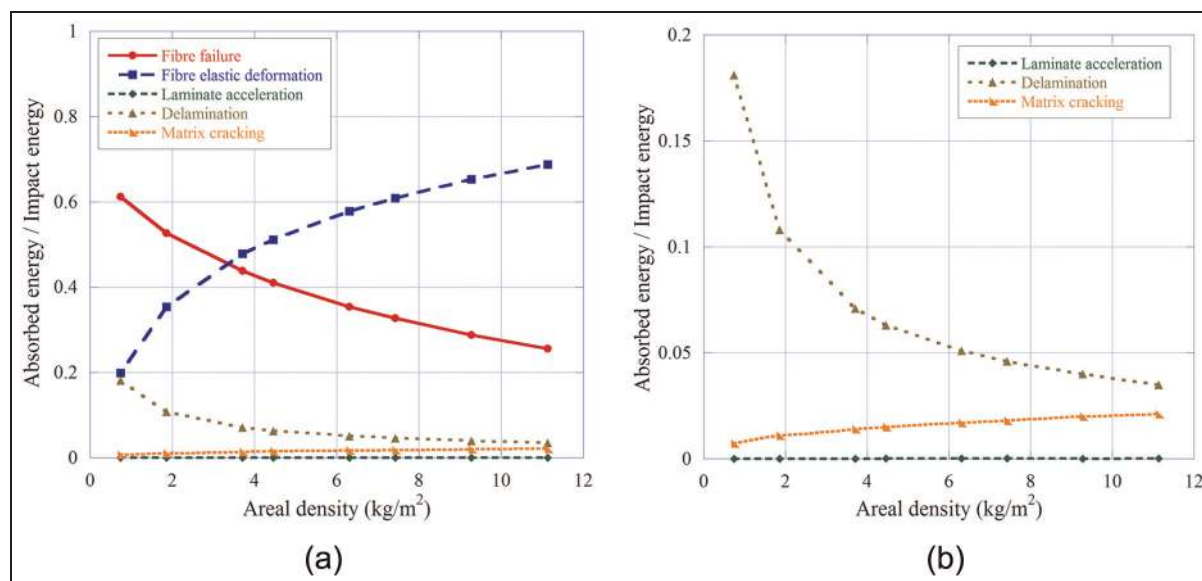 1
0.8
0.6
0.4
0.2
0
0 2 4 6 8 10 12
Absorbed energy / Impact energy
Areal density (kg/m²)
Fibre failure
Fibre elastic deformation
Laminate acceleration
Delamination
Matrix cracking
(a)
0.2
0.15
0.1
0.05
0
0 2 4 6 8 10 12
Absorbed energy / Impact energy
Areal density (kg/m²)
Laminate acceleration
Delamination
Matrix cracking
(b)